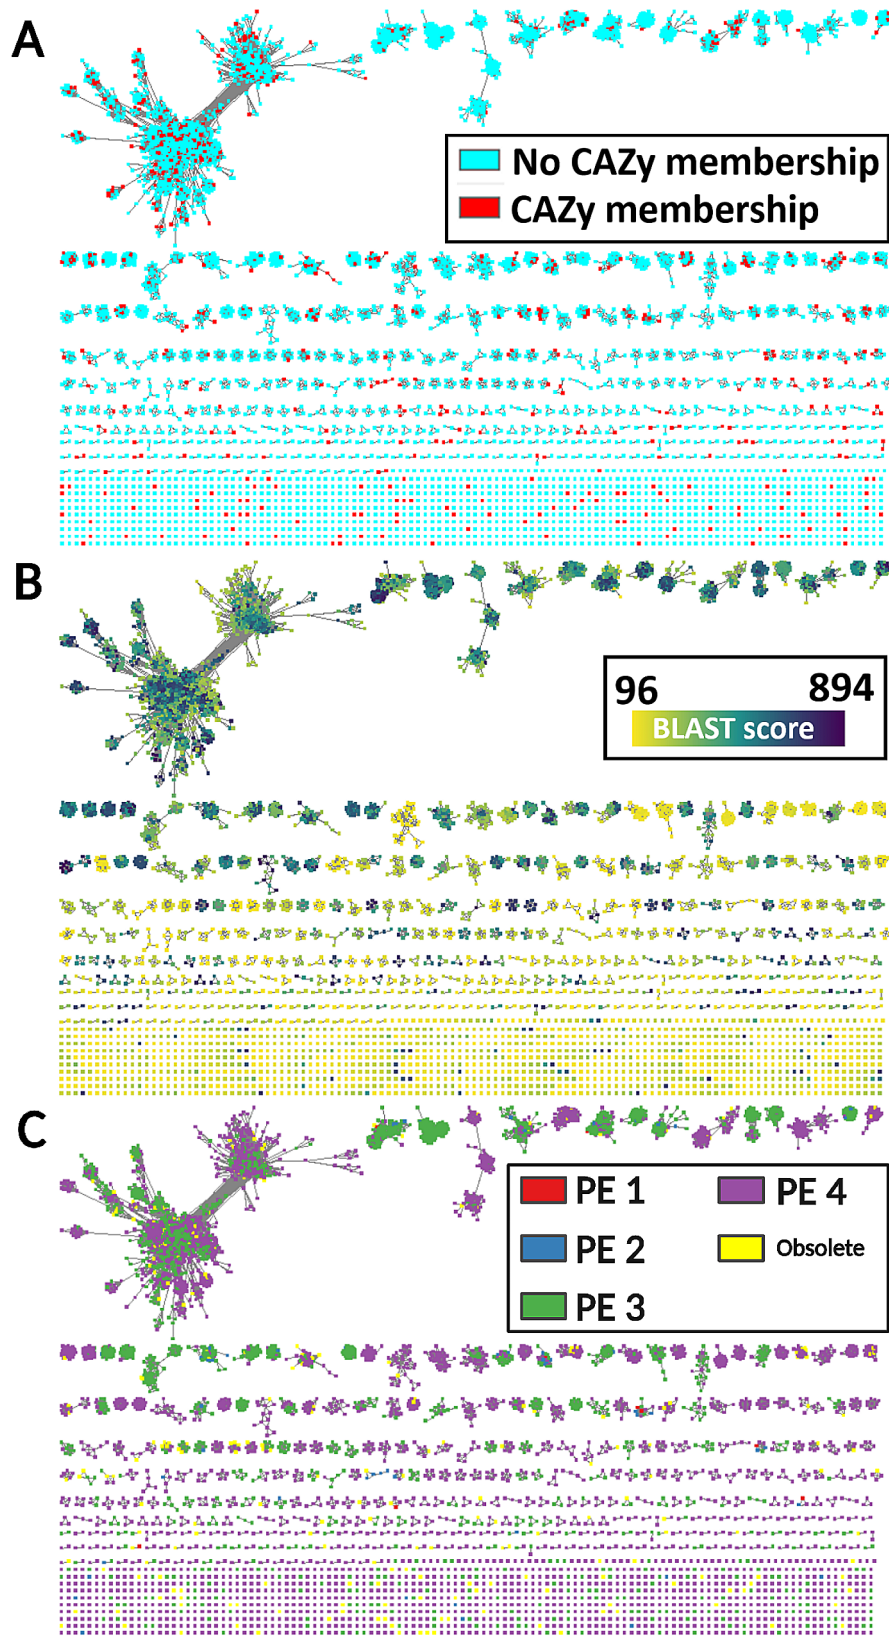 A
No CAZy membership
CAZy membership
B
96 894
BLAST score
C
PE 1 PE 4
PE 2 Obsolete
PE 3